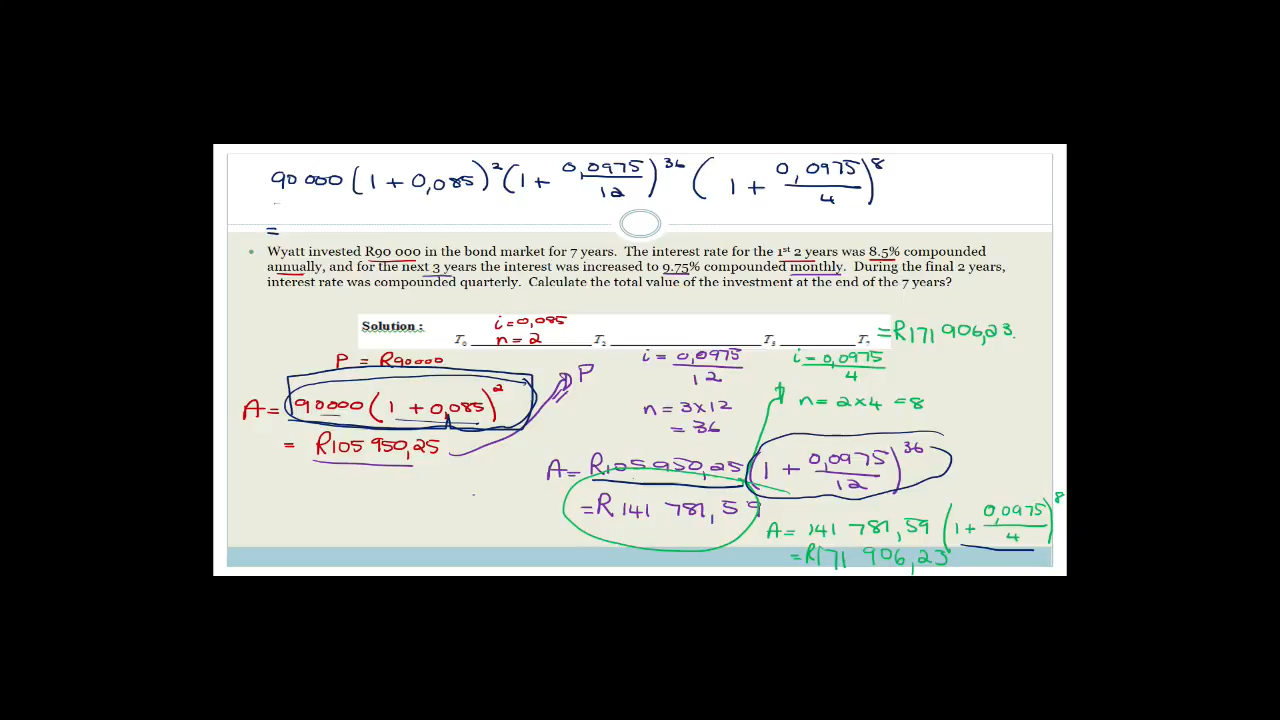 90 000 (1 + 0,085)^2 (1 + 0,0975/12)^36 (1 + 0,0975/4)^8
=
• Wyatt invested R90 000 in the bond market for 7 years. The interest rate for the 1st 2 years was 8.5% compounded
annually, and for the next 3 years the interest was increased to 9.75% compounded monthly. During the final 2 years,
interest rate was compounded quarterly. Calculate the total value of the investment at the end of the 7 years?
i = 0,085
Solution :
T0 n = 2 T2 T5 T7 = R171 906,23.
P = R90000
i = 0,0975/12
i = 0,0975/4
P
A = 90000 (1 + 0,085)^2
n = 3x12
= 36
n = 2 x 4 = 8
= R105 950,25
A = R105 950,25 (1 + 0,0975/12)^36
= R141 781,59
A = 141 781,59 (1 + 0,0975/4)^8
= R171 906,23